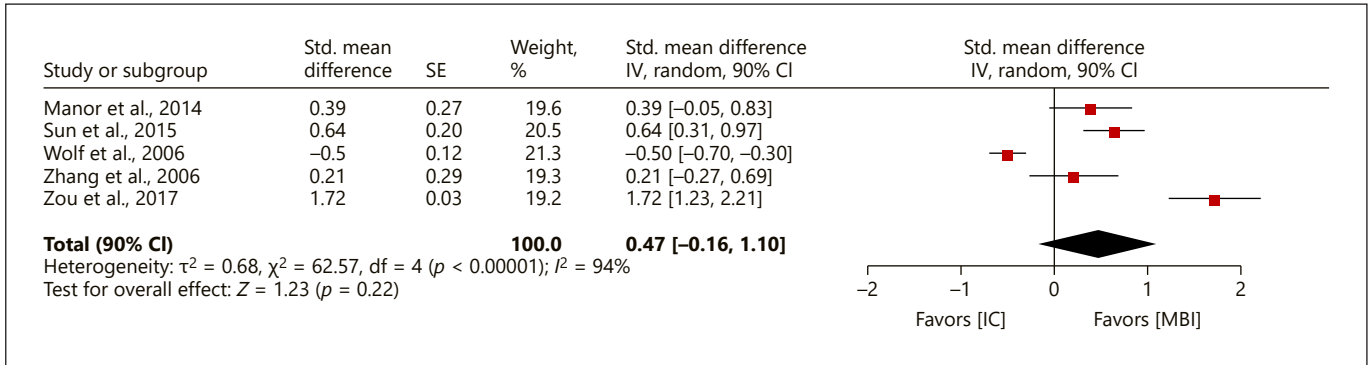 Std. mean difference SE Weight, % Std. mean difference IV, random, 90% CI Std. mean difference IV, random, 90% CI
Study or subgroup
Manor et al., 2014 0.39 0.27 19.6 0.39 [–0.05, 0.83]
Sun et al., 2015 0.64 0.20 20.5 0.64 [0.31, 0.97]
Wolf et al., 2006 –0.5 0.12 21.3 –0.50 [–0.70, –0.30]
Zhang et al., 2006 0.21 0.29 19.3 0.21 [–0.27, 0.69]
Zou et al., 2017 1.72 0.03 19.2 1.72 [1.23, 2.21]
Total (90% CI) 100.0 0.47 [–0.16, 1.10]
Heterogeneity: τ2 = 0.68, χ2 = 62.57, df = 4 (p < 0.00001); I2 = 94%
Test for overall effect: Z = 1.23 (p = 0.22)
–2 –1 0 1 2
Favors [IC] Favors [MBI]